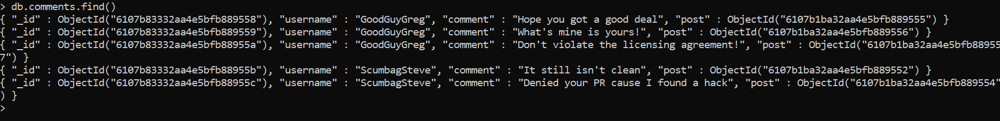 > db.comments.find()
{ "_id" : ObjectId("6107b83332aa4e5bfb889558"), "username" : "GoodGuyGreg", "comment" : "Hope you got a good deal", "post" : ObjectId("6107b1ba32aa4e5bfb889555") }
{ "_id" : ObjectId("6107b83332aa4e5bfb889559"), "username" : "GoodGuyGreg", "comment" : "What's mine is yours!", "post" : ObjectId("6107b1ba32aa4e5bfb889556") }
{ "_id" : ObjectId("6107b83332aa4e5bfb88955a"), "username" : "GoodGuyGreg", "comment" : "Don't violate the licensing agreement!", "post" : ObjectId("6107b1ba32aa4e5bfb88955
7") }
{ "_id" : ObjectId("6107b83332aa4e5bfb88955b"), "username" : "ScumbagSteve", "comment" : "It still isn't clean", "post" : ObjectId("6107b1ba32aa4e5bfb889552") }
{ "_id" : ObjectId("6107b83332aa4e5bfb88955c"), "username" : "ScumbagSteve", "comment" : "Denied your PR cause I found a hack", "post" : ObjectId("6107b1ba32aa4e5bfb889554"
) }
>